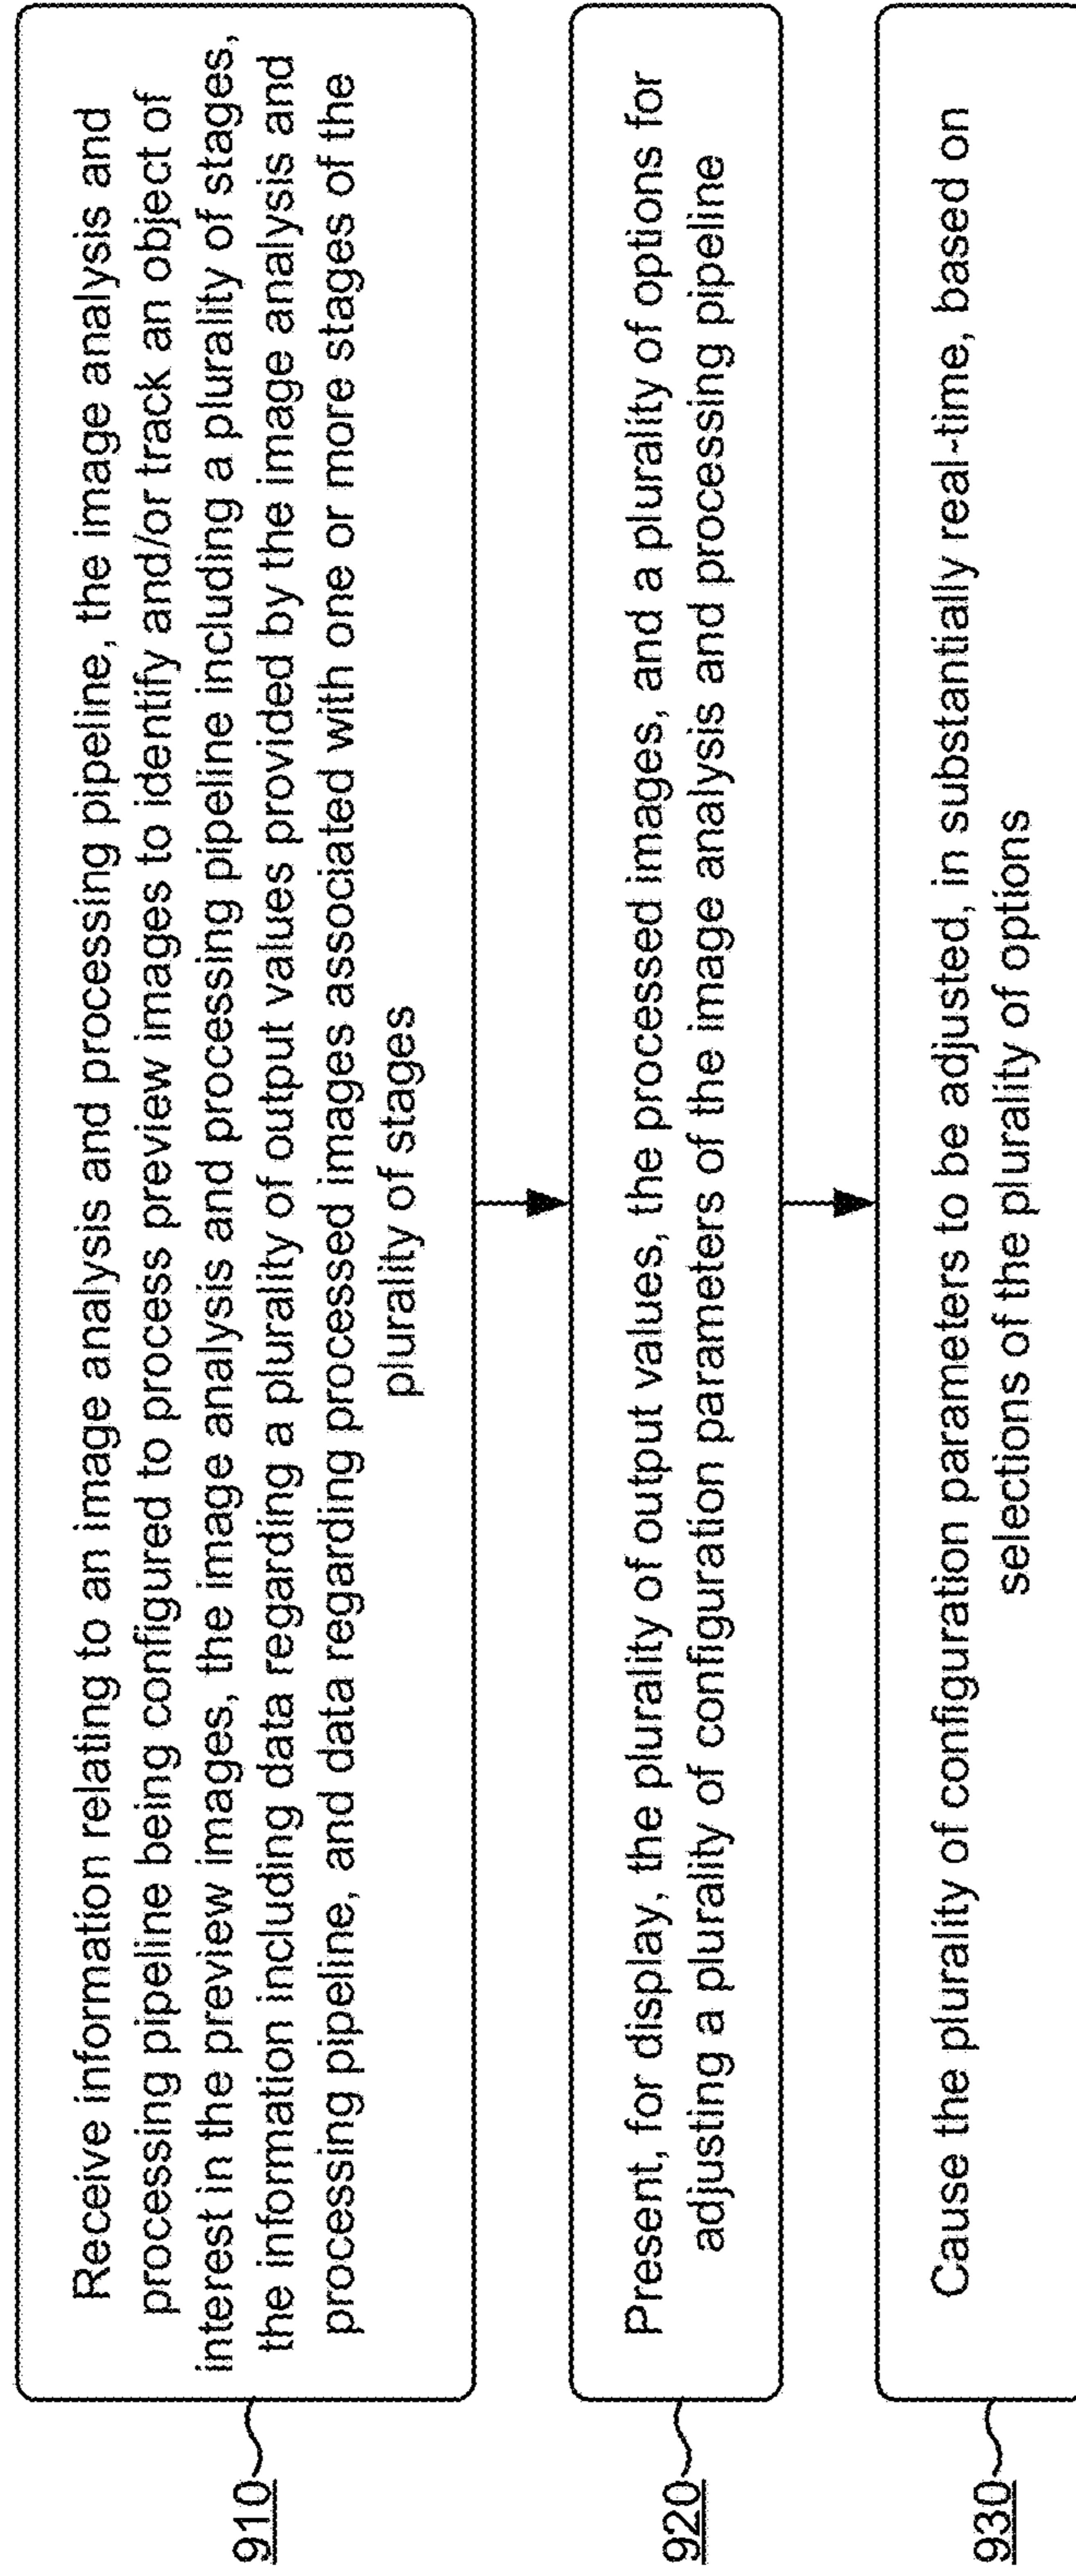 910
Receive information relating to an image analysis and processing pipeline, the image analysis and
processing pipeline being configured to process preview images to identify and/or track an object of
interest in the preview images, the image analysis and processing pipeline including a plurality of stages,
the information including data regarding a plurality of output values provided by the image analysis and
processing pipeline, and data regarding processed images associated with one or more stages of the
plurality of stages
920
Present, for display, the plurality of output values, the processed images, and a plurality of options for
adjusting a plurality of configuration parameters of the image analysis and processing pipeline
930
Cause the plurality of configuration parameters to be adjusted, in substantially real-time, based on
selections of the plurality of options